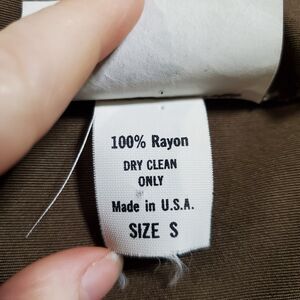 100% Rayon
DRY CLEAN
ONLY
Made in U.S.A.
SIZE S